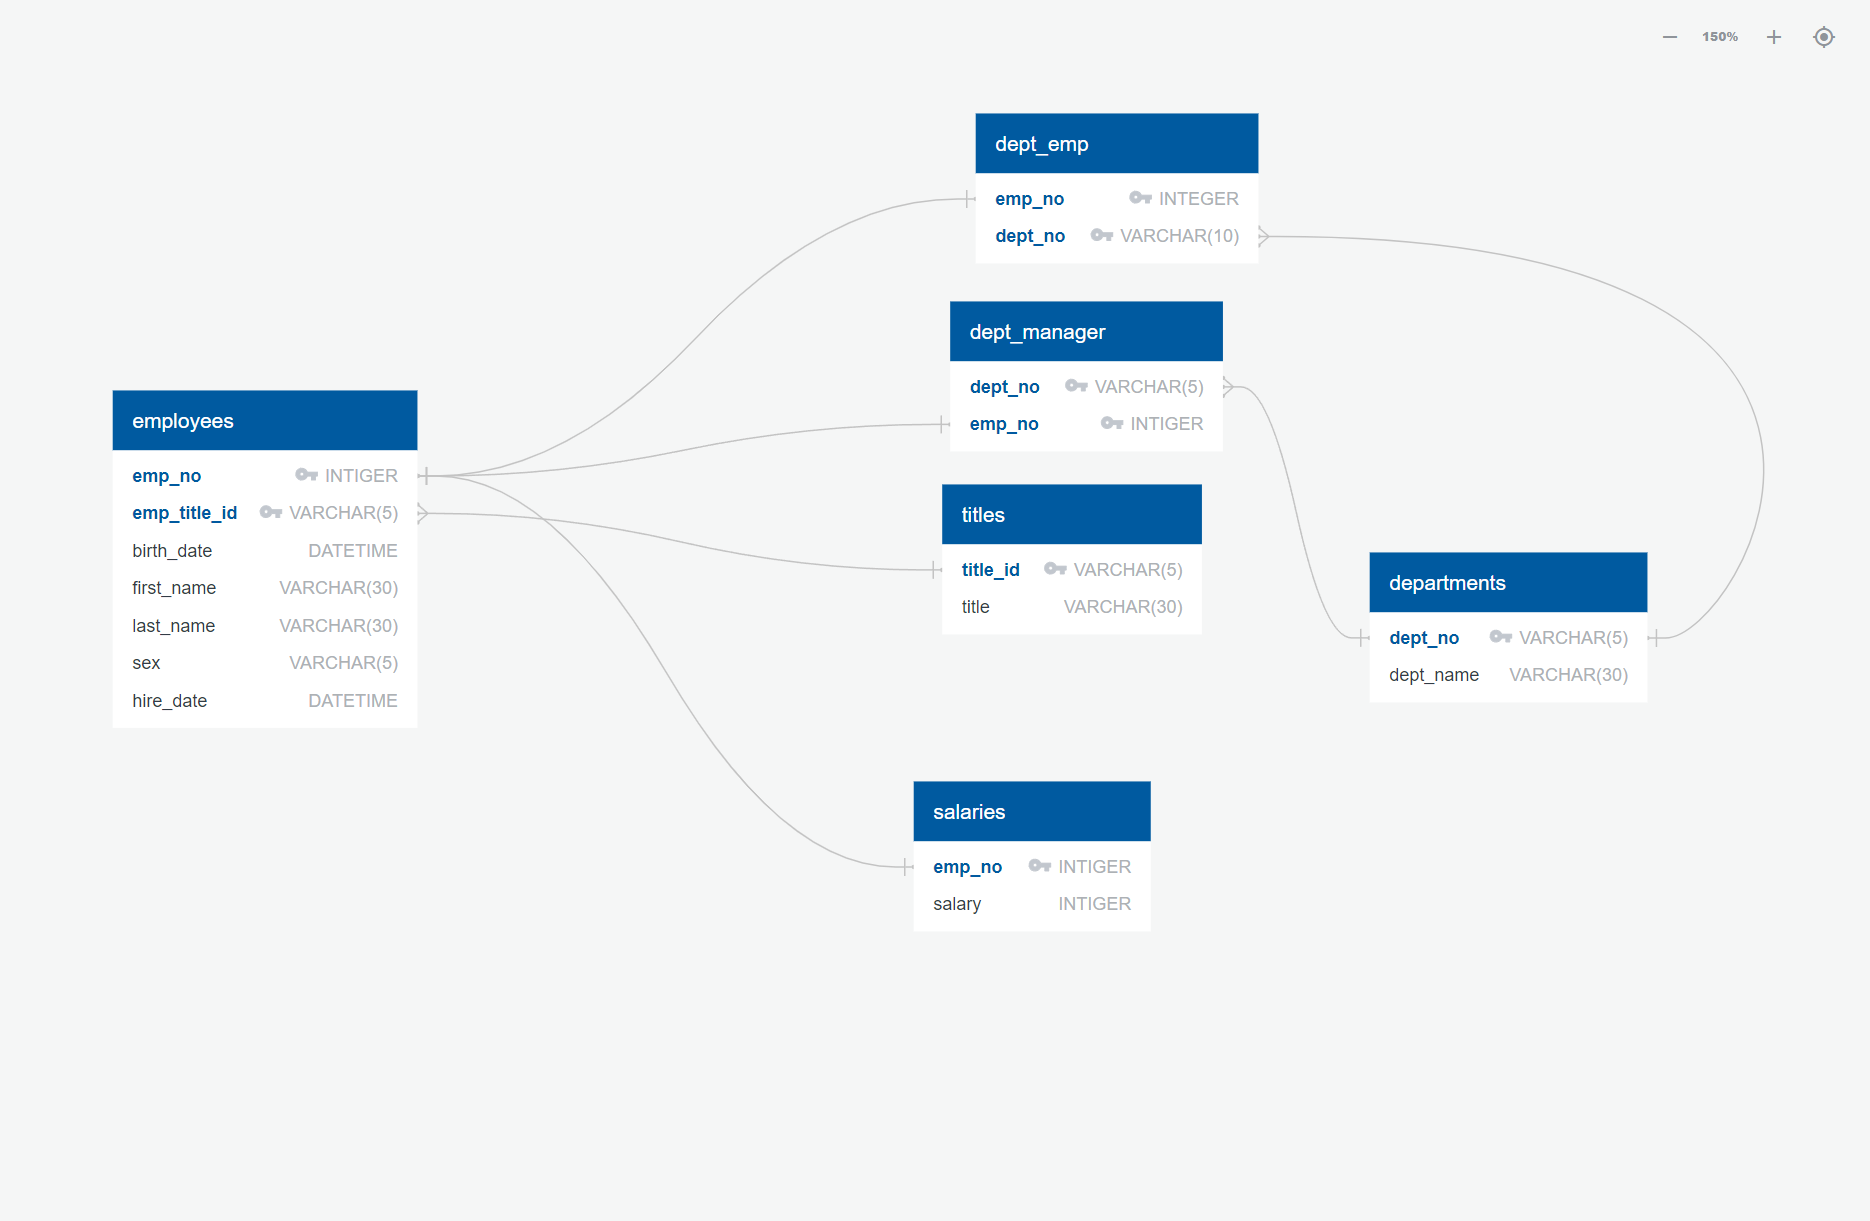 150%
dept_emp
emp_no INTEGER
dept_no VARCHAR(10)
dept_manager
dept_no VARCHAR(5)
emp_no INTIGER
employees
emp_no INTIGER
emp_title_id VARCHAR(5)
birth_date DATETIME
first_name VARCHAR(30)
last_name VARCHAR(30)
sex VARCHAR(5)
hire_date DATETIME
titles
title_id VARCHAR(5)
title VARCHAR(30)
departments
dept_no VARCHAR(5)
dept_name VARCHAR(30)
salaries
emp_no INTIGER
salary INTIGER